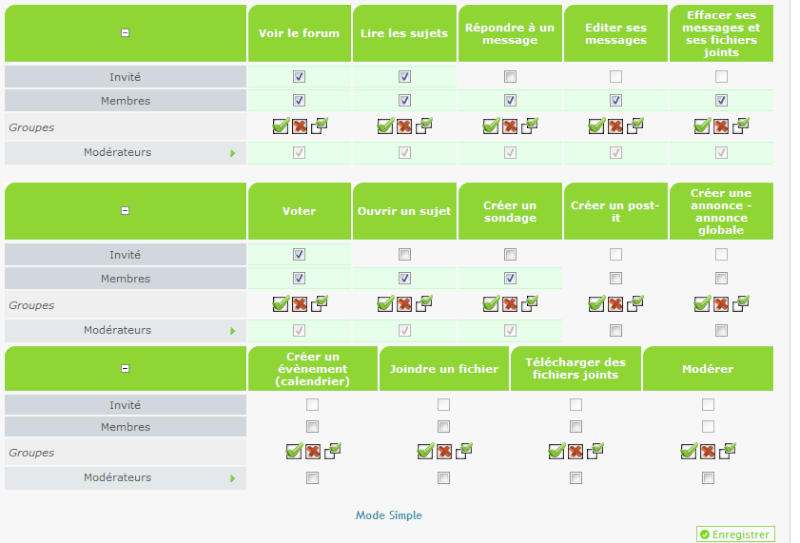 Voir le forum Lire les sujets Répondre à un message Editer ses messages Effacer ses messages et ses fichiers joints
Invité
Membres
Groupes
Modérateurs
Voter Ouvrir un sujet Créer un sondage Créer un post-it Créer une annonce - annonce globale
Invité
Membres
Groupes
Modérateurs
Créer un évènement (calendrier) Joindre un fichier Télécharger des fichiers joints Modérer
Invité
Membres
Groupes
Modérateurs
Mode Simple
Enregistrer